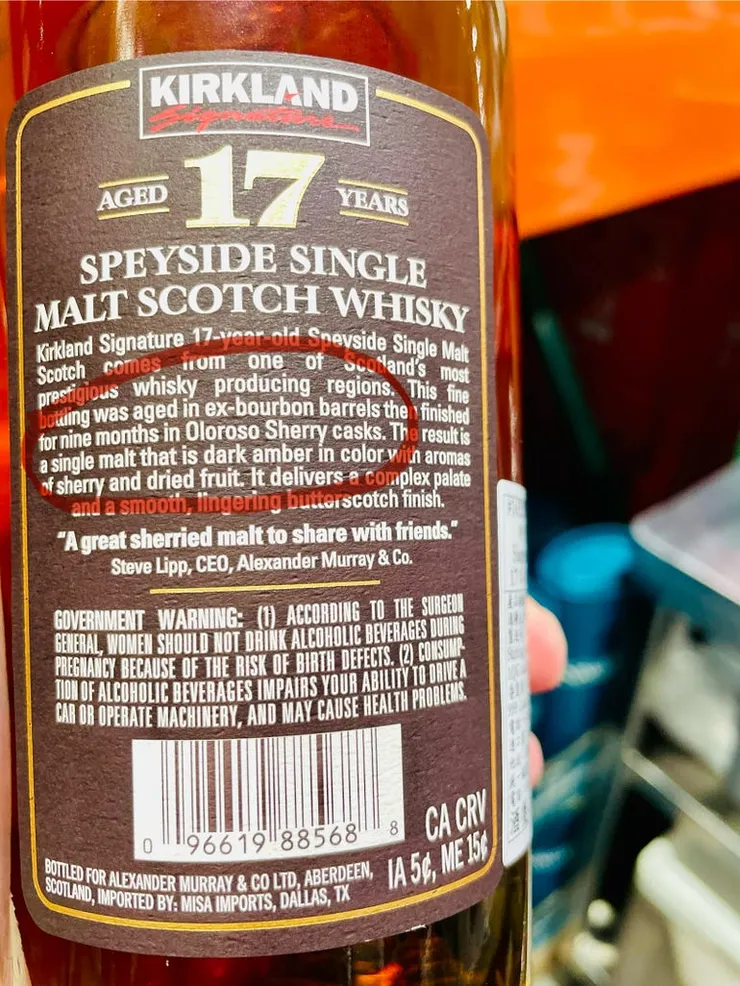 KIRKLAND
Signature
AGED 17 YEARS
SPEYSIDE SINGLE
MALT SCOTCH WHISKY
Kirkland Signature 17-year-old Speyside Single Malt
Scotch comes from one of Scotland's most
prestigious whisky producing regions. This fine
bottling was aged in ex-bourbon barrels then finished
for nine months in Oloroso Sherry casks. The result is
a single malt that is dark amber in color with aromas
of sherry and dried fruit. It delivers a complex palate
and a smooth, lingering butterscotch finish.
"A great sherried malt to share with friends."
Steve Lipp, CEO, Alexander Murray & Co.
GOVERNMENT WARNING: (1) ACCORDING TO THE SURGEON
GENERAL, WOMEN SHOULD NOT DRINK ALCOHOLIC BEVERAGES DURING
PREGNANCY BECAUSE OF THE RISK OF BIRTH DEFECTS. (2) CONSUMP-
TION OF ALCOHOLIC BEVERAGES IMPAIRS YOUR ABILITY TO DRIVE A
CAR OR OPERATE MACHINERY, AND MAY CAUSE HEALTH PROBLEMS.
0 96619 88568 8
CA CRV
IA 5¢, ME 15¢
BOTTLED FOR ALEXANDER MURRAY & CO LTD, ABERDEEN,
SCOTLAND, IMPORTED BY: MISA IMPORTS, DALLAS, TX